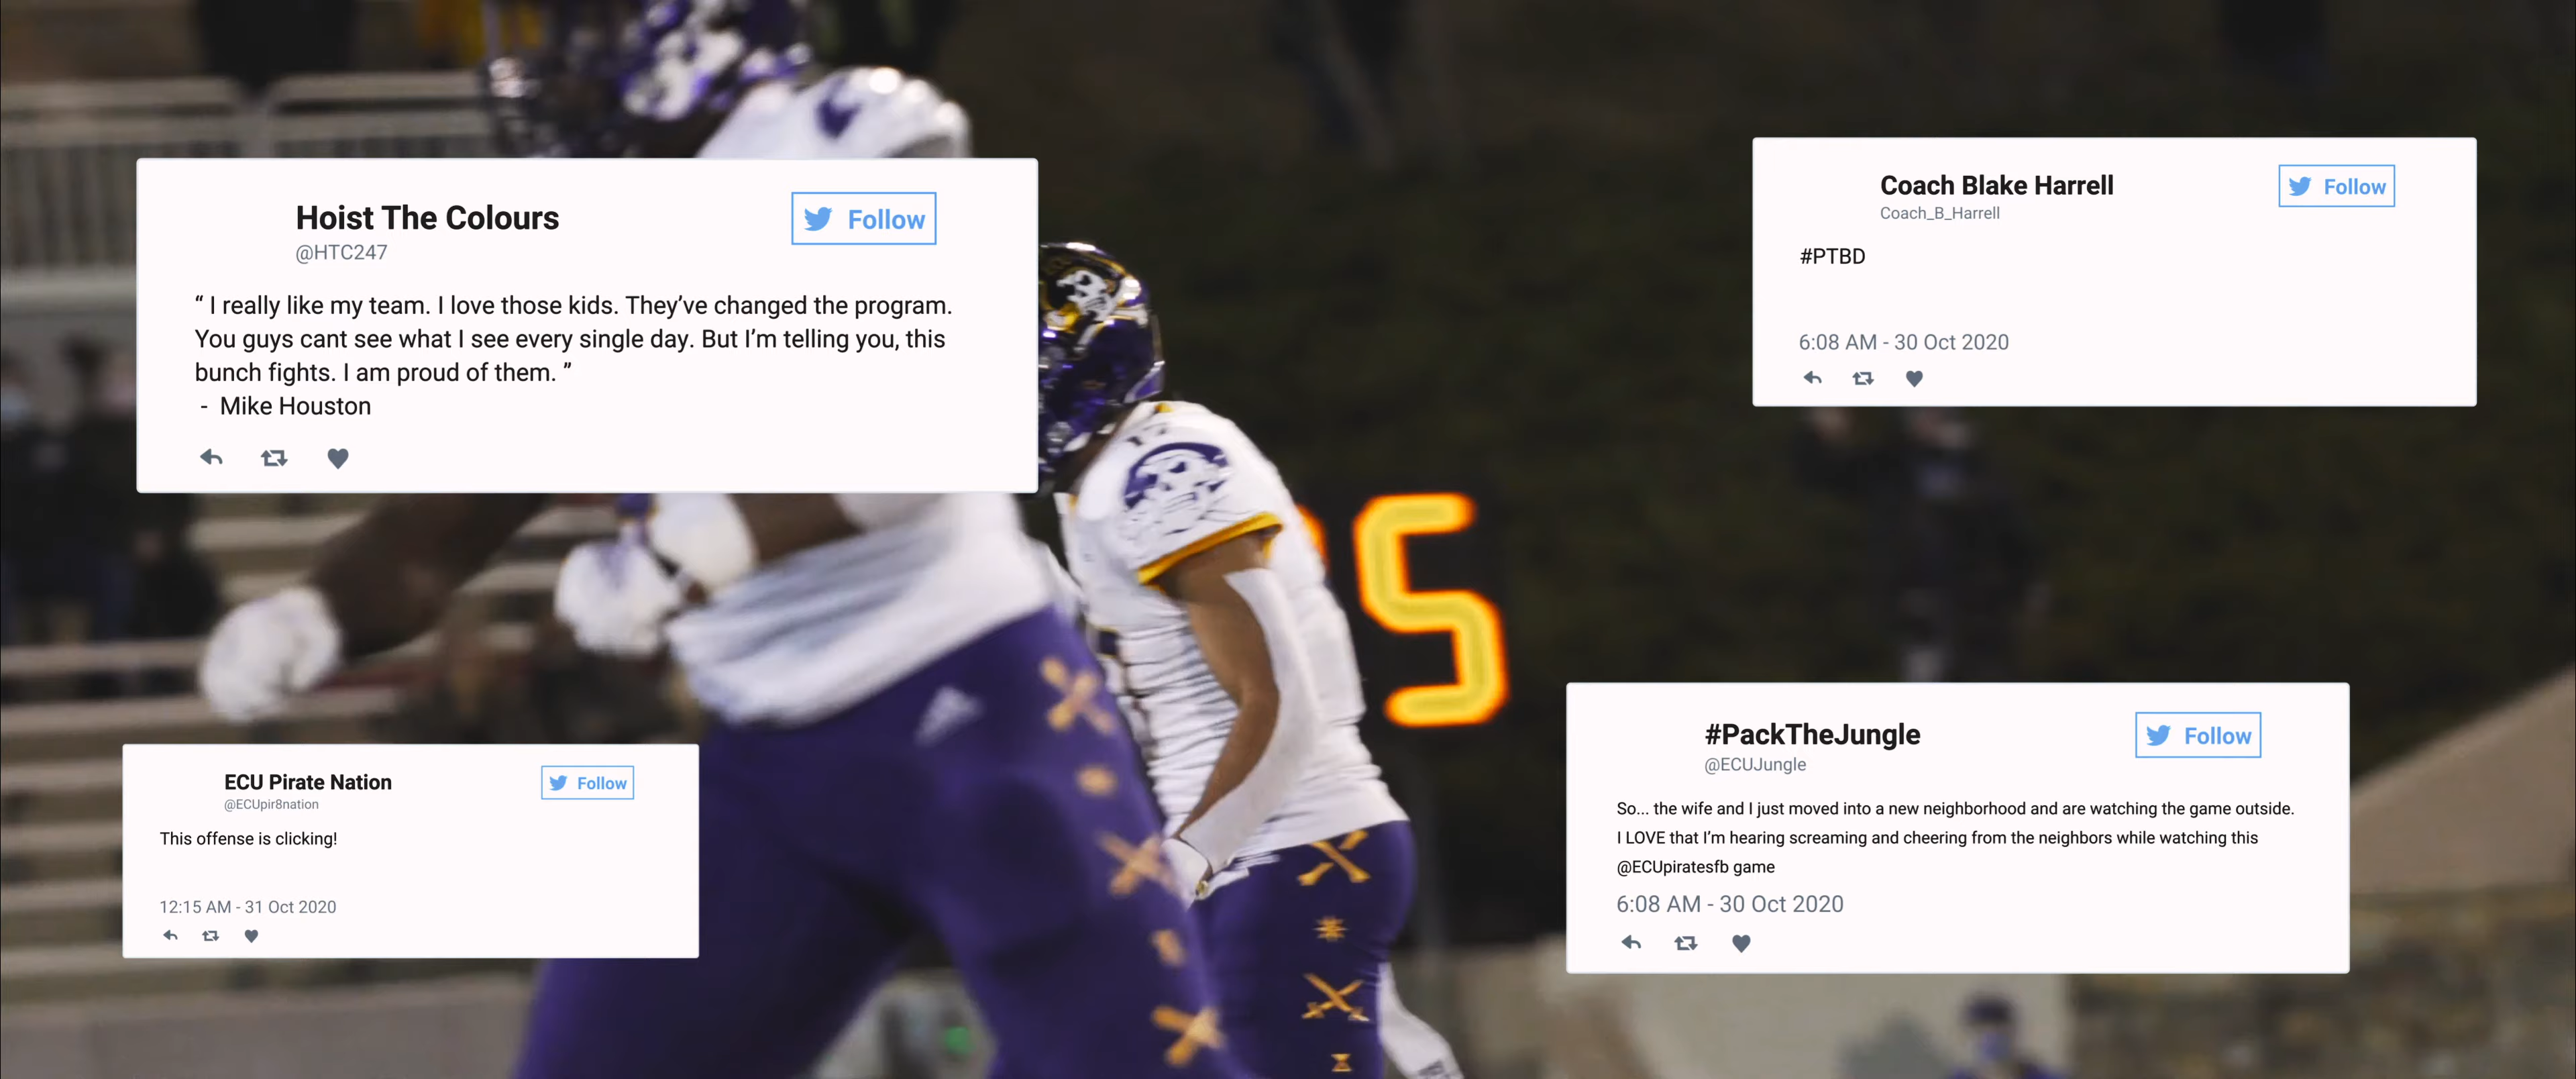 Hoist The Colours
Follow
@HTC247
“ I really like my team. I love those kids. They’ve changed the program.
You guys cant see what I see every single day. But I’m telling you, this
bunch fights. I am proud of them. ”
- Mike Houston
Coach Blake Harrell
Follow
Coach_B_Harrell
#PTBD
6:08 AM - 30 Oct 2020
17
5
ECU Pirate Nation
Follow
@ECUpir8nation
This offense is clicking!
12:15 AM - 31 Oct 2020
#PackTheJungle
Follow
@ECUJungle
So... the wife and I just moved into a new neighborhood and are watching the game outside.
I LOVE that I’m hearing screaming and cheering from the neighbors while watching this
@ECUpiratesfb game
6:08 AM - 30 Oct 2020